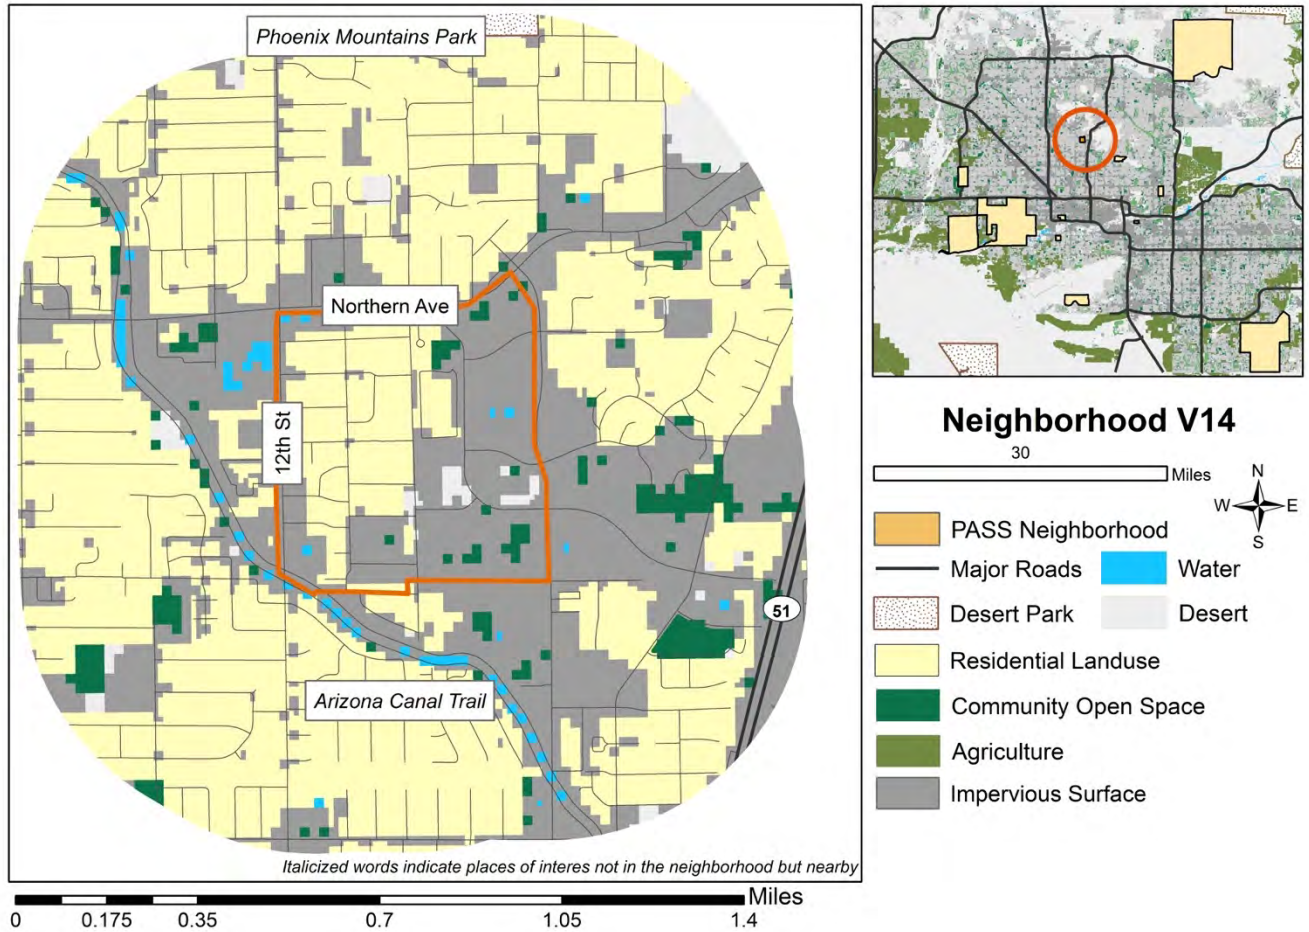 Phoenix Mountains Park
Northern Ave
12th St
51
Arizona Canal Trail
Italicized words indicate places of interes not in the neighborhood but nearby
Miles
0 0.175 0.35 0.7 1.05 1.4
Neighborhood V14
30
Miles
N
W E
S
PASS Neighborhood
Major Roads Water
Desert Park Desert
Residential Landuse
Community Open Space
Agriculture
Impervious Surface